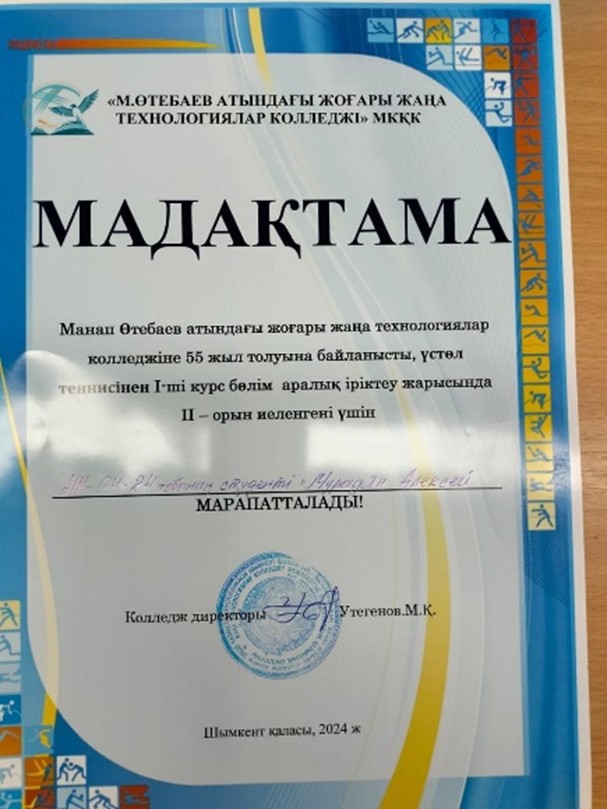 «М.ӨТЕБАЕВ АТЫНДАҒЫ ЖОҒАРЫ ЖАҢА
ТЕХНОЛОГИЯЛАР КОЛЛЕДЖІ» МКҚК
МАДАҚТАМА
Манап Өтебаев атындағы жоғары жаңа технологиялар
колледжіне 55 жыл толуына байланысты, үстел
теннисінен І-ші курс бөлім аралық іріктеу жарысында
ІІ – орын иеленгені үшін
студенті Алексей
МАРАПАТТАЛАДЫ!
Колледж директоры Утегенов.М.Қ.
Шымкент қаласы, 2024 ж